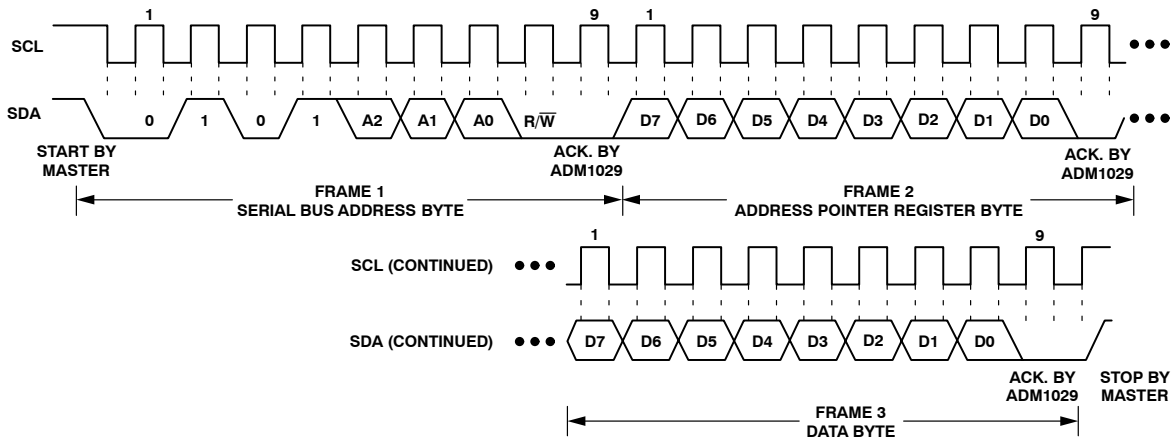 1 9 1 9
SCL
SDA 0 1 0 1 A2 A1 A0 R/W̅ D7 D6 D5 D4 D3 D2 D1 D0
START BY
MASTER
ACK. BY
ADM1029
ACK. BY
ADM1029
FRAME 1
SERIAL BUS ADDRESS BYTE
FRAME 2
ADDRESS POINTER REGISTER BYTE
1 9
SCL (CONTINUED)
SDA (CONTINUED) D7 D6 D5 D4 D3 D2 D1 D0
ACK. BY
ADM1029
STOP BY
MASTER
FRAME 3
DATA BYTE